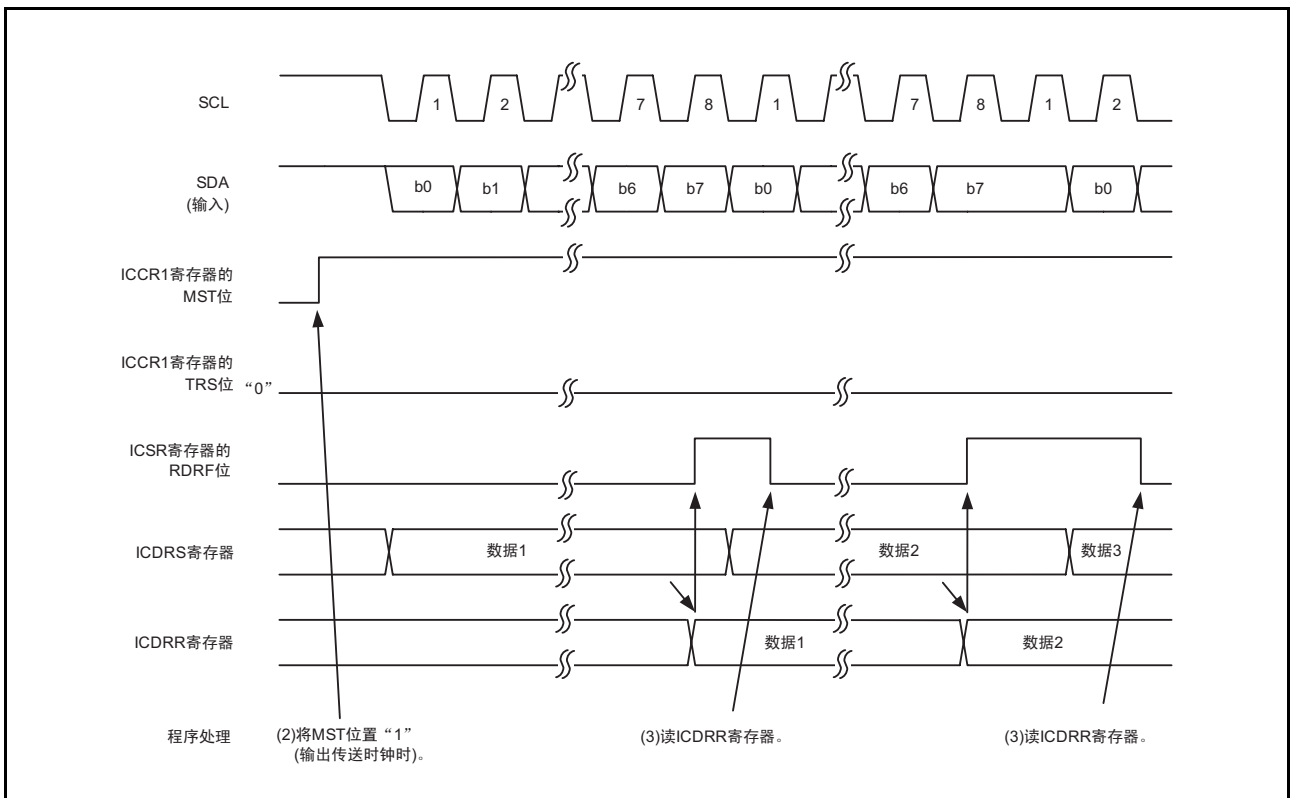 SCL
1 2 7 8 1 7 8 1 2
SDA
(输入)
b0 b1 b6 b7 b0 b6 b7 b0
ICCR1寄存器的
MST位
ICCR1寄存器的
TRS位 “0”
ICSR寄存器的
RDRF位
ICDRS寄存器 数据1 数据2 数据3
ICDRR寄存器 数据1 数据2
程序处理 (2)将MST位置“1” (3)读ICDRR寄存器。 (3)读ICDRR寄存器。
(输出传送时钟时)。